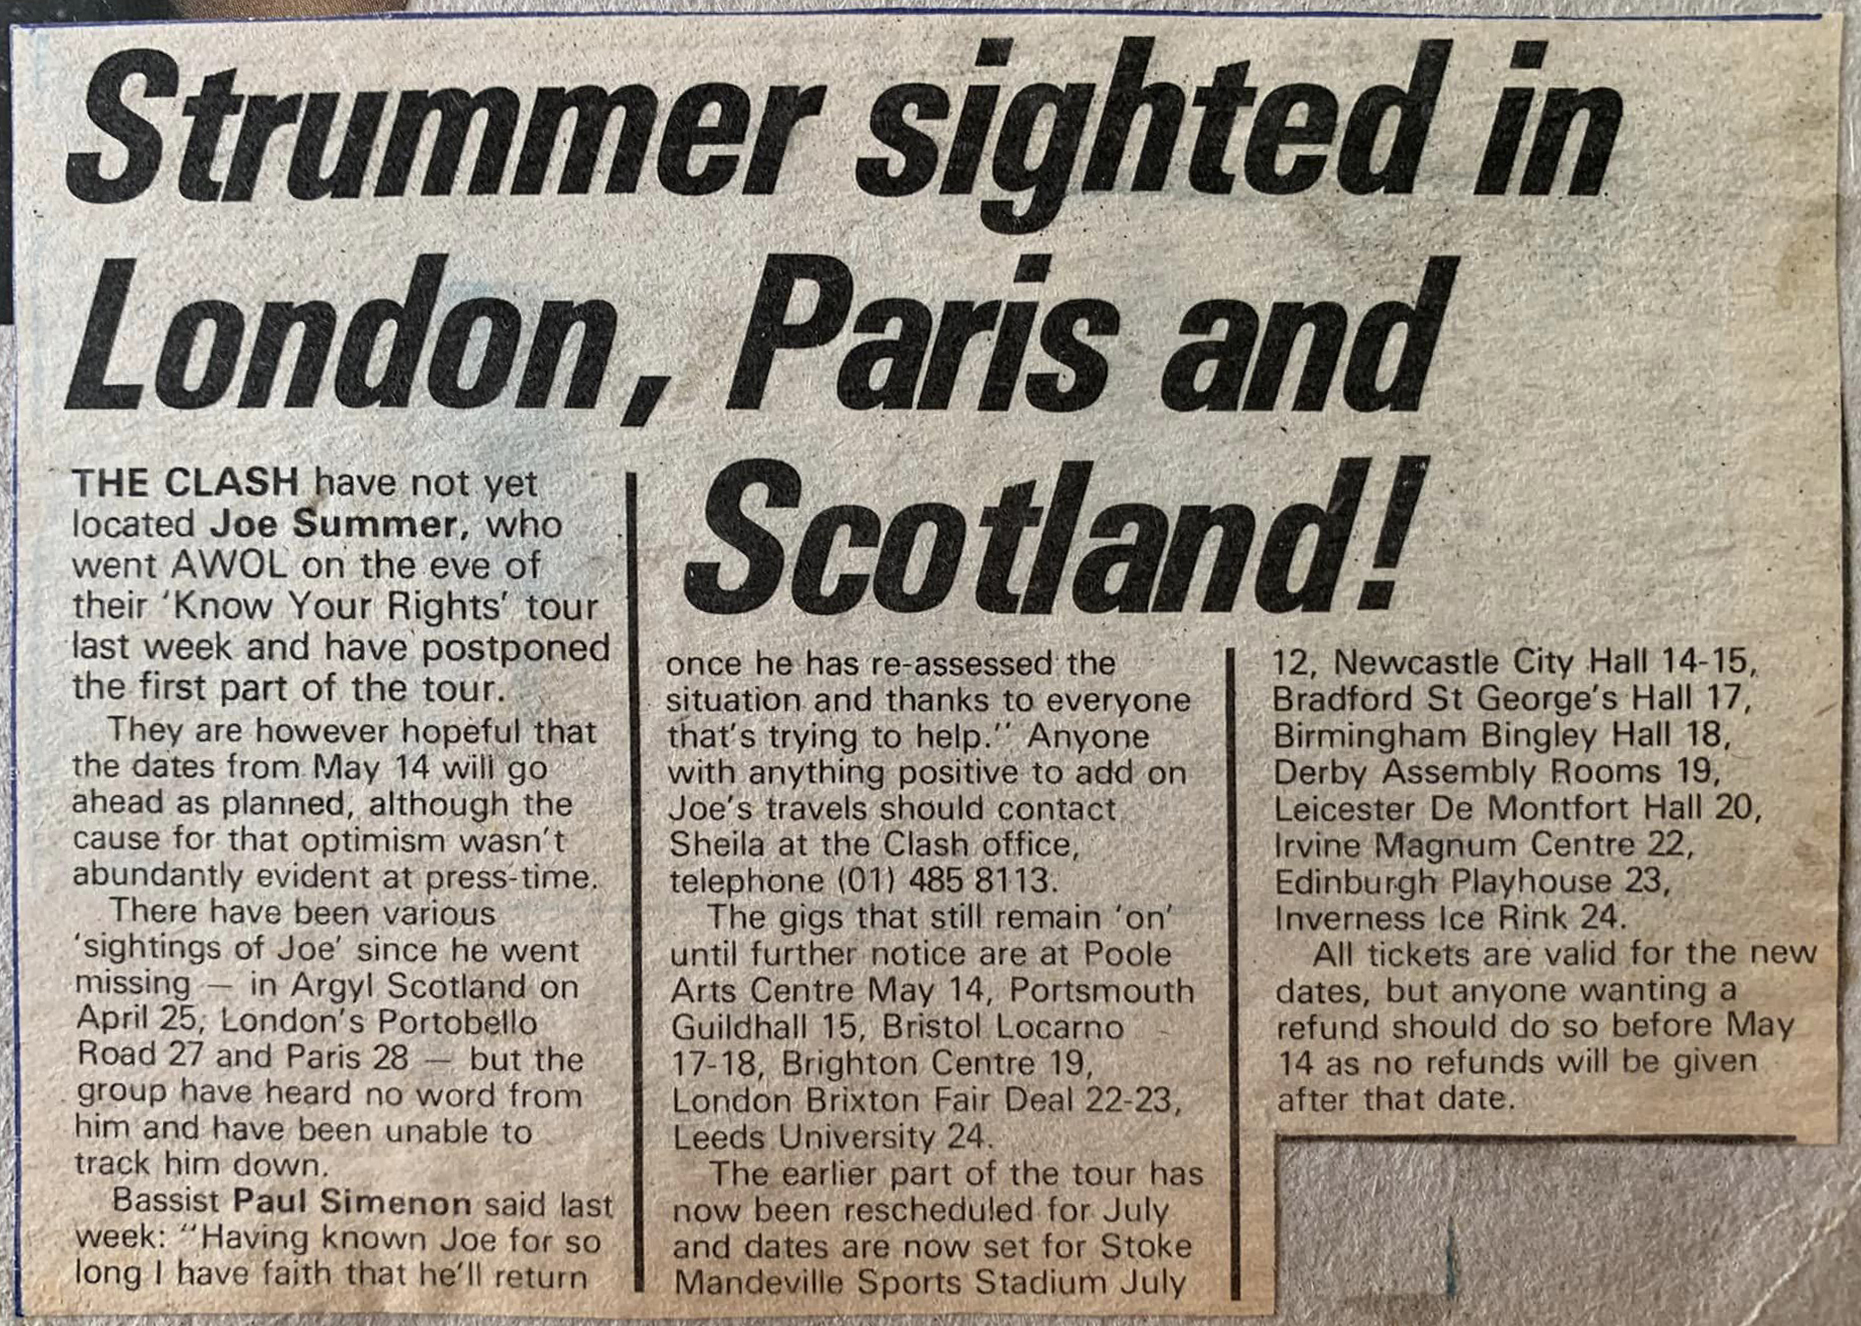 Strummer sighted in
London, Paris and
Scotland!
THE CLASH have not yet
located Joe Summer, who
went AWOL on the eve of
their ‘Know Your Rights’ tour
last week and have postponed
the first part of the tour.
They are however hopeful that
the dates from May 14 will go
ahead as planned, although the
cause for that optimism wasn’t
abundantly evident at press-time.
There have been various
‘sightings of Joe’ since he went
missing — in Argyl Scotland on
April 25, London’s Portobello
Road 27 and Paris 28 — but the
group have heard no word from
him and have been unable to
track him down.
Bassist Paul Simenon said last
week: “Having known Joe for so
long I have faith that he’ll return
once he has re-assessed the
situation and thanks to everyone
that’s trying to help.” Anyone
with anything positive to add on
Joe’s travels should contact
Sheila at the Clash office,
telephone (01) 485 8113.
The gigs that still remain ‘on’
until further notice are at Poole
Arts Centre May 14, Portsmouth
Guildhall 15, Bristol Locarno
17-18, Brighton Centre 19,
London Brixton Fair Deal 22-23,
Leeds University 24.
The earlier part of the tour has
now been rescheduled for July
and dates are now set for Stoke
Mandeville Sports Stadium July
12, Newcastle City Hall 14-15,
Bradford St George’s Hall 17,
Birmingham Bingley Hall 18,
Derby Assembly Rooms 19,
Leicester De Montfort Hall 20,
Irvine Magnum Centre 22,
Edinburgh Playhouse 23,
Inverness Ice Rink 24.
All tickets are valid for the new
dates, but anyone wanting a
refund should do so before May
14 as no refunds will be given
after that date.